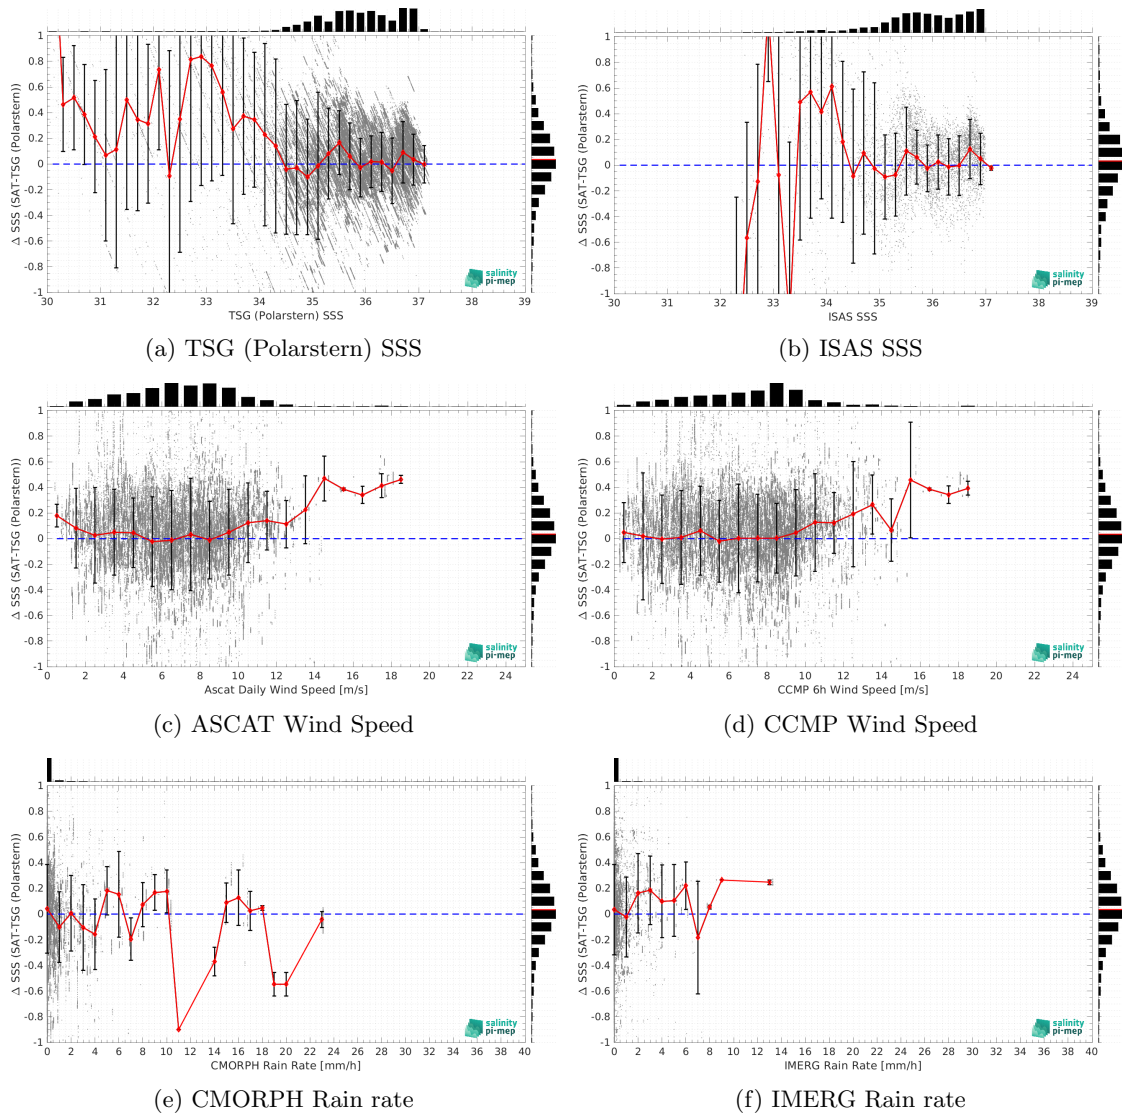 Δ SSS (SAT-TSG (Polarstern))
1
0.8
0.6
0.4
0.2
0
-0.2
-0.4
-0.6
-0.8
-1
30 31 32 33 34 35 36 37 38 39
TSG (Polarstern) SSS
salinity
pi-mep
(a) TSG (Polarstern) SSS
Δ SSS (SAT-TSG (Polarstern))
1
0.8
0.6
0.4
0.2
0
-0.2
-0.4
-0.6
-0.8
-1
30 31 32 33 34 35 36 37 38 39
ISAS SSS
salinity
pi-mep
(b) ISAS SSS
Δ SSS (SAT-TSG (Polarstern))
1
0.8
0.6
0.4
0.2
0
-0.2
-0.4
-0.6
-0.8
-1
0 2 4 6 8 10 12 14 16 18 20 22 24
Ascat Daily Wind Speed [m/s]
salinity
pi-mep
(c) ASCAT Wind Speed
Δ SSS (SAT-TSG (Polarstern))
1
0.8
0.6
0.4
0.2
0
-0.2
-0.4
-0.6
-0.8
-1
0 2 4 6 8 10 12 14 16 18 20 22 24
CCMP 6h Wind Speed [m/s]
salinity
pi-mep
(d) CCMP Wind Speed
Δ SSS (SAT-TSG (Polarstern))
1
0.8
0.6
0.4
0.2
0
-0.2
-0.4
-0.6
-0.8
-1
0 2 4 6 8 10 12 14 16 18 20 22 24 26 28 30 32 34 36 38 40
CMORPH Rain Rate [mm/h]
salinity
pi-mep
(e) CMORPH Rain rate
Δ SSS (SAT-TSG (Polarstern))
1
0.8
0.6
0.4
0.2
0
-0.2
-0.4
-0.6
-0.8
-1
0 2 4 6 8 10 12 14 16 18 20 22 24 26 28 30 32 34 36 38 40
IMERG Rain Rate [mm/h]
salinity
pi-mep
(f) IMERG Rain rate